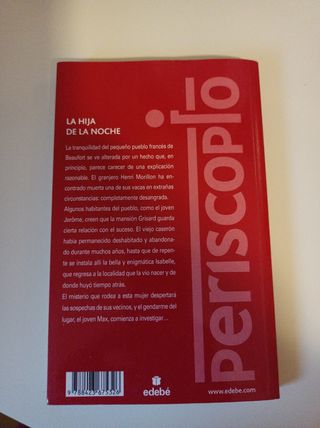 LA HIJA
DE LA NOCHE
La tranquilidad del pequeño pueblo francés de
Beaufort se ve alterada por un hecho que, en
principio, parece carecer de una explicación
razonable. El granjero Henri Morillon ha en-
contrado muerta una de sus vacas en extrañas
circunstancias: completamente desangrada.
Algunos habitantes del pueblo, como el joven
Jerôme, creen que la mansión Grisard guarda
cierta relación con el suceso. El viejo caserón
había permanecido deshabitado y abandona-
do durante muchos años, hasta que de repen-
te se instala allí la bella y enigmática Isabelle,
que regresa a la localidad que la vio nacer y de
donde huyó tiempo atrás.
El misterio que rodea a esta mujer despertará
las sospechas de sus vecinos, y el gendarme del
lugar, el joven Max, comienza a investigar...
periscopio
9 788423 675326
edebé
www.edebe.com